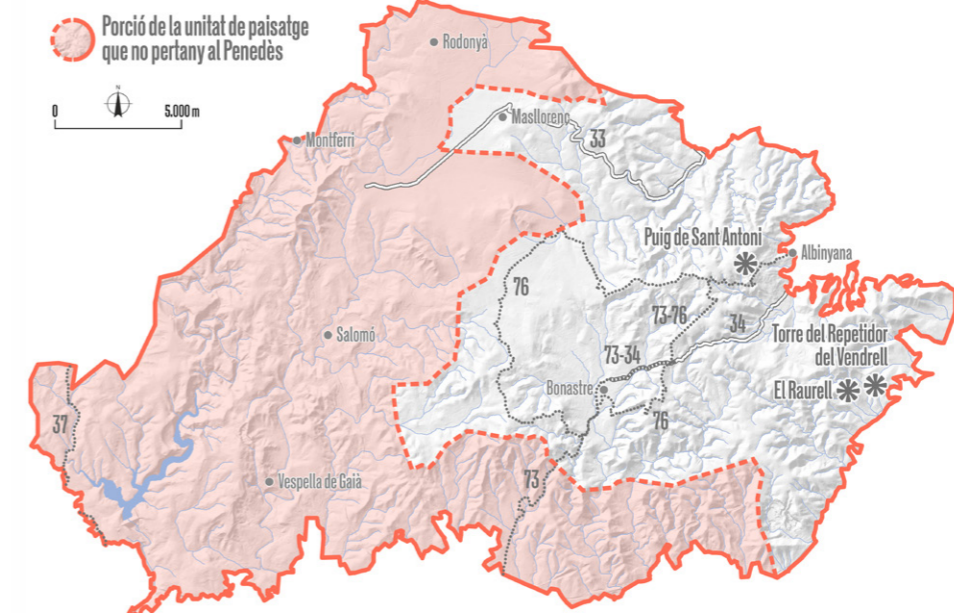 Porció de la unitat de paisatge
que no pertany al Penedès
N
0 5.000 m
Rodonyà
Masllorenç
Montferri
33
Puig de Sant Antoni
Albinyana
76
73-76
34
Salomó
73-34
Torre del Repetidor
del Vendrell
Bonastre
El Raurell
37
76
73
Vespella de Gaià